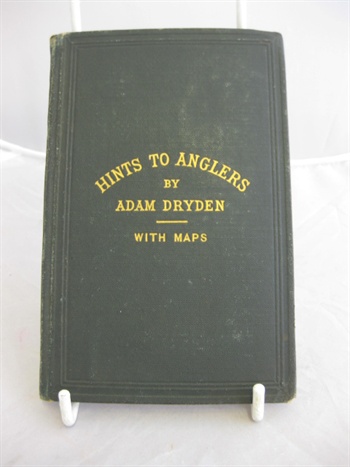 HINTS TO ANGLERS
BY
ADAM DRYDEN
WITH MAPS